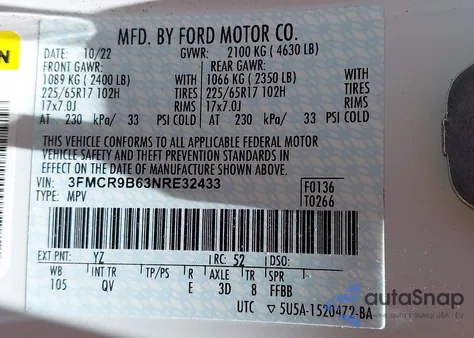 MFD. BY FORD MOTOR CO.
DATE: 10/22 GVWR: 2100 KG ( 4630 LB)
FRONT GAWR: REAR GAWR:
1089 KG ( 2400 LB) WITH 1066 KG ( 2350 LB) WITH
225/65R17 102H TIRES 225/65R17 102H TIRES
17x7.0J RIMS 17x7.0J RIMS
AT 230 kPa/ 33 PSI COLD AT 230 kPa/ 33 PSI COLD
THIS VEHICLE CONFORMS TO ALL APPLICABLE FEDERAL MOTOR
VEHICLE SAFETY AND THEFT PREVENTION STANDARDS IN
EFFECT ON THE DATE OF MANUFACTURE SHOWN ABOVE.
VIN: 3FMCR9B63NRE32433 F0136
TYPE: MPV T0266
EXT PNT: YZ RC: 52 DSO:
WB INT TR TP/PS R AXLE TR SPR
105 QV E 3D 8 FFBB
UTC ▽5U5A-1520472-BA
autoSnap